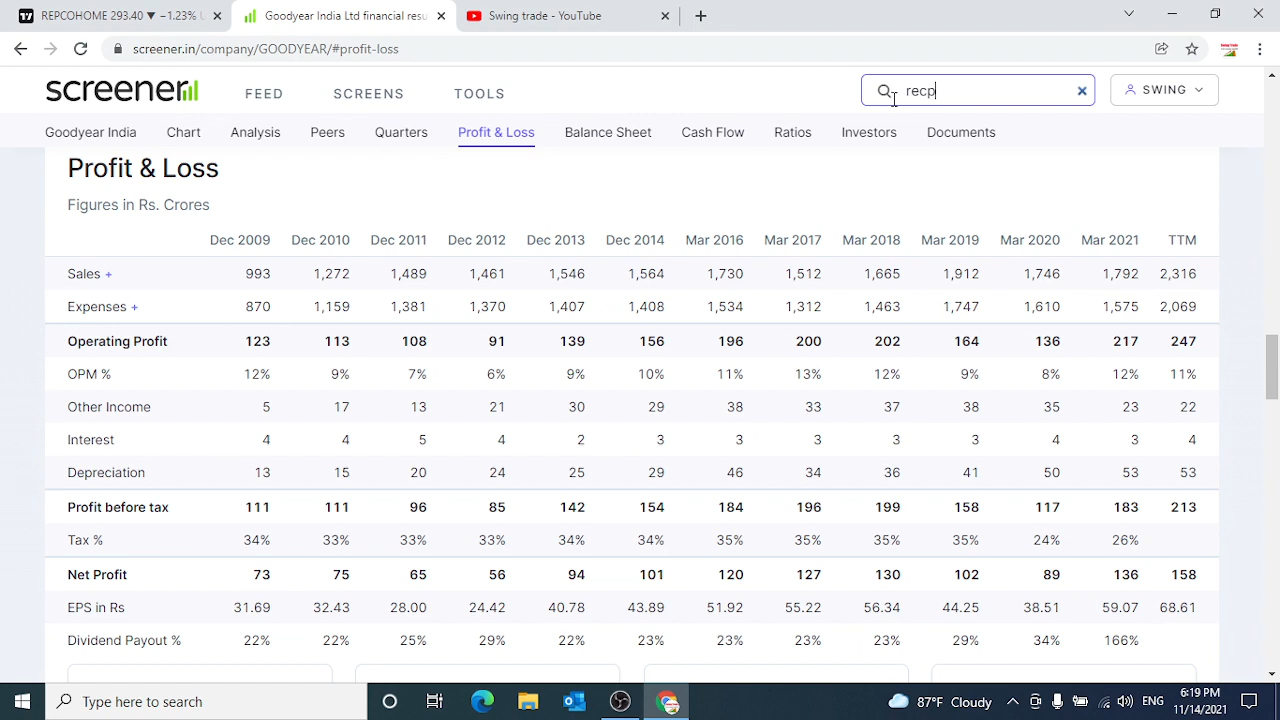 REPCOHOME 293.40 ▼ −1.23% U
Goodyear India Ltd financial resu
Swing trade - YouTube
screener.in/company/GOODYEAR/#profit-loss
screener
FEED SCREENS TOOLS
recp
SWING
Goodyear India Chart Analysis Peers Quarters Profit & Loss Balance Sheet Cash Flow Ratios Investors Documents
Profit & Loss
Figures in Rs. Crores
Dec 2009 Dec 2010 Dec 2011 Dec 2012 Dec 2013 Dec 2014 Mar 2016 Mar 2017 Mar 2018 Mar 2019 Mar 2020 Mar 2021 TTM
Sales + 993 1,272 1,489 1,461 1,546 1,564 1,730 1,512 1,665 1,912 1,746 1,792 2,316
Expenses + 870 1,159 1,381 1,370 1,407 1,408 1,534 1,312 1,463 1,747 1,610 1,575 2,069
Operating Profit 123 113 108 91 139 156 196 200 202 164 136 217 247
OPM % 12% 9% 7% 6% 9% 10% 11% 13% 12% 9% 8% 12% 11%
Other Income 5 17 13 21 30 29 38 33 37 38 35 23 22
Interest 4 4 5 4 2 3 3 3 3 3 4 3 4
Depreciation 13 15 20 24 25 29 46 34 36 41 50 53 53
Profit before tax 111 111 96 85 142 154 184 196 199 158 117 183 213
Tax % 34% 33% 33% 33% 34% 34% 35% 35% 35% 35% 24% 26%
Net Profit 73 75 65 56 94 101 120 127 130 102 89 136 158
EPS in Rs 31.69 32.43 28.00 24.42 40.78 43.89 51.92 55.22 56.34 44.25 38.51 59.07 68.61
Dividend Payout % 22% 22% 25% 29% 22% 23% 23% 23% 23% 29% 34% 166%
Type here to search
87°F Cloudy
ENG
6:19 PM
11/14/2021